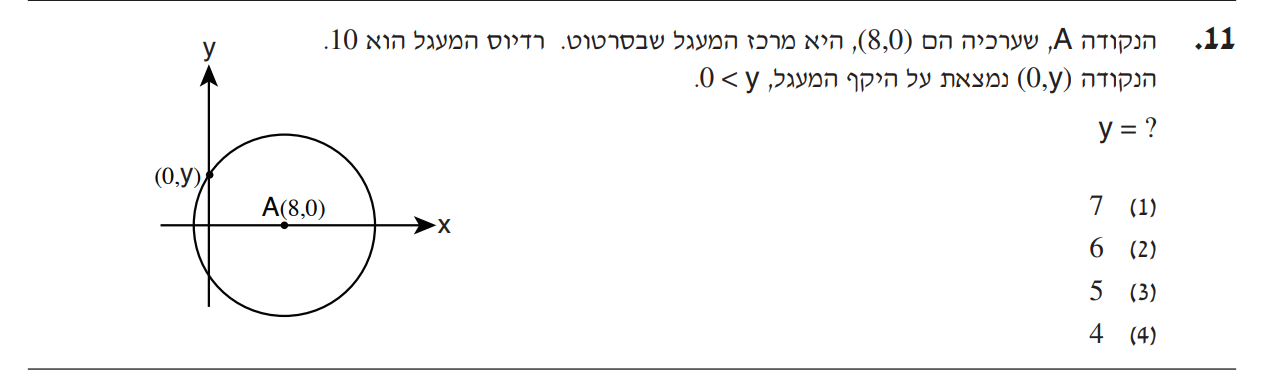 11. הנקודה A, שערכיה הם (8,0), היא מרכז המעגל שבסרטוט. רדיוס המעגל הוא 10.
הנקודה (0,y) נמצאת על היקף המעגל, 0 < y.
y = ?
(1) 7
(2) 6
(3) 5
(4) 4
y
(0,y)
A(8,0)
x